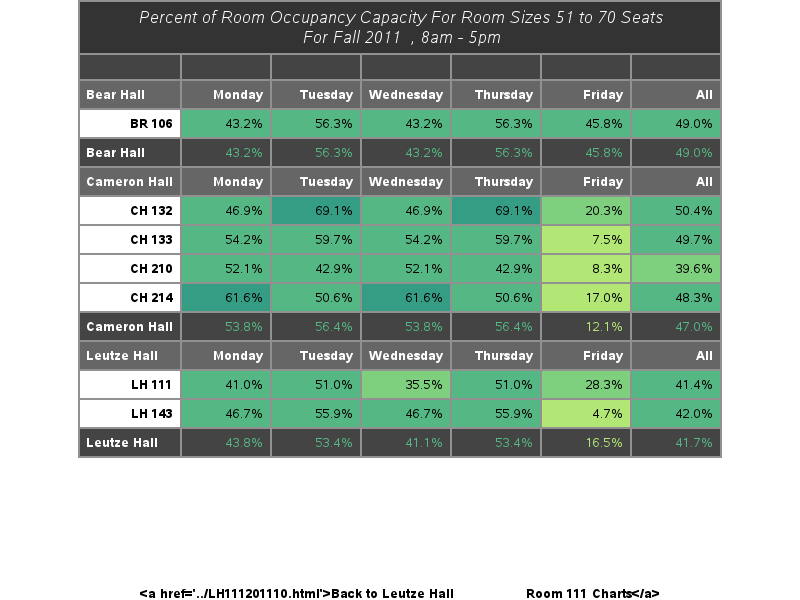 Percent of Room Occupancy Capacity For Room Sizes 51 to 70 Seats
For Fall 2011 , 8am - 5pm
Bear Hall Monday Tuesday Wednesday Thursday Friday All
BR 106 43.2% 56.3% 43.2% 56.3% 45.8% 49.0%
Bear Hall 43.2% 56.3% 43.2% 56.3% 45.8% 49.0%
Cameron Hall Monday Tuesday Wednesday Thursday Friday All
CH 132 46.9% 69.1% 46.9% 69.1% 20.3% 50.4%
CH 133 54.2% 59.7% 54.2% 59.7% 7.5% 49.7%
CH 210 52.1% 42.9% 52.1% 42.9% 8.3% 39.6%
CH 214 61.6% 50.6% 61.6% 50.6% 17.0% 48.3%
Cameron Hall 53.8% 56.4% 53.8% 56.4% 12.1% 47.0%
Leutze Hall Monday Tuesday Wednesday Thursday Friday All
LH 111 41.0% 51.0% 35.5% 51.0% 28.3% 41.4%
LH 143 46.7% 55.9% 46.7% 55.9% 4.7% 42.0%
Leutze Hall 43.8% 53.4% 41.1% 53.4% 16.5% 41.7%
<a href='../LH111201110.html'>Back to Leutze Hall Room 111 Charts</a>